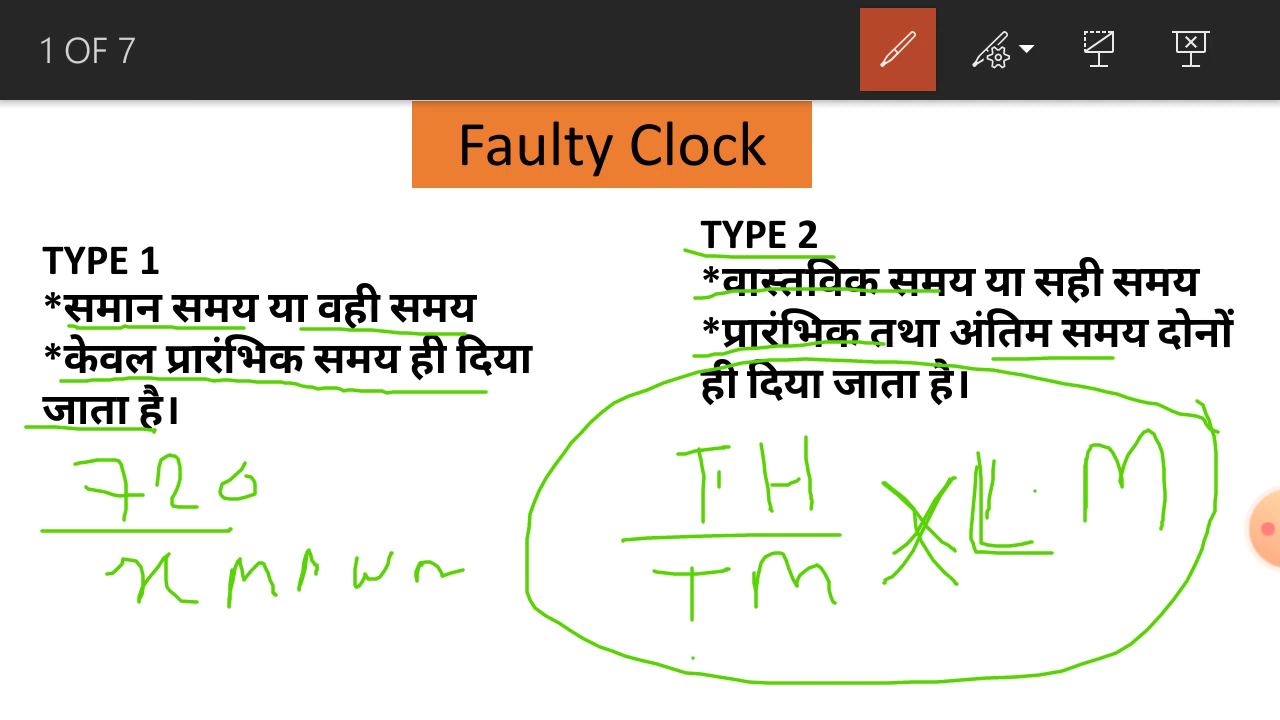 1 OF 7
Faulty Clock
TYPE 1
*समान समय या वही समय
*केवल प्रारंभिक समय ही दिया
जाता है।
720
x
TYPE 2
*वास्तविक समय या सही समय
*प्रारंभिक तथा अंतिम समय दोनों
ही दिया जाता है।
TH X L M
TM